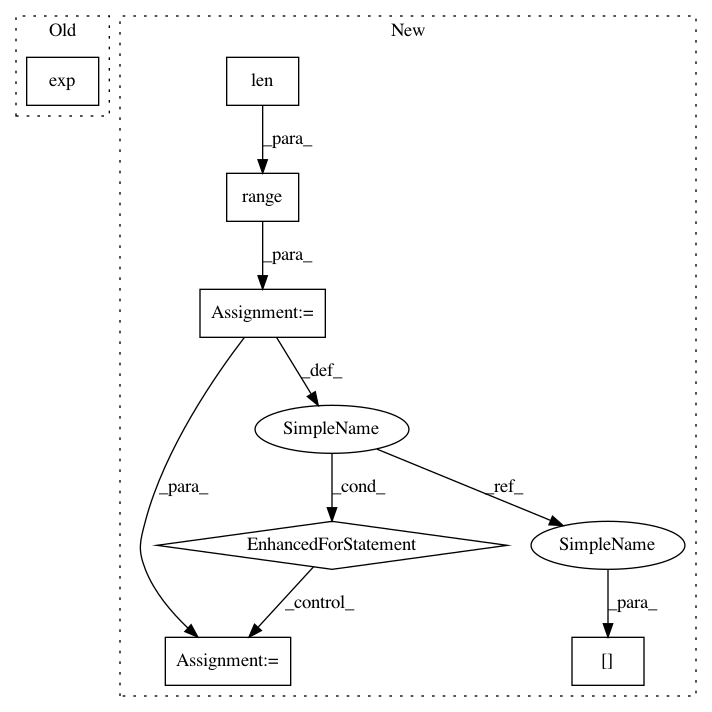 Old
New
exp
len
_para_
range
_para_
Assignment:=
_def_
SimpleName
_para_
_cond_
_ref_
EnhancedForStatement
SimpleName
_control_
_para_
Assignment:=
[]